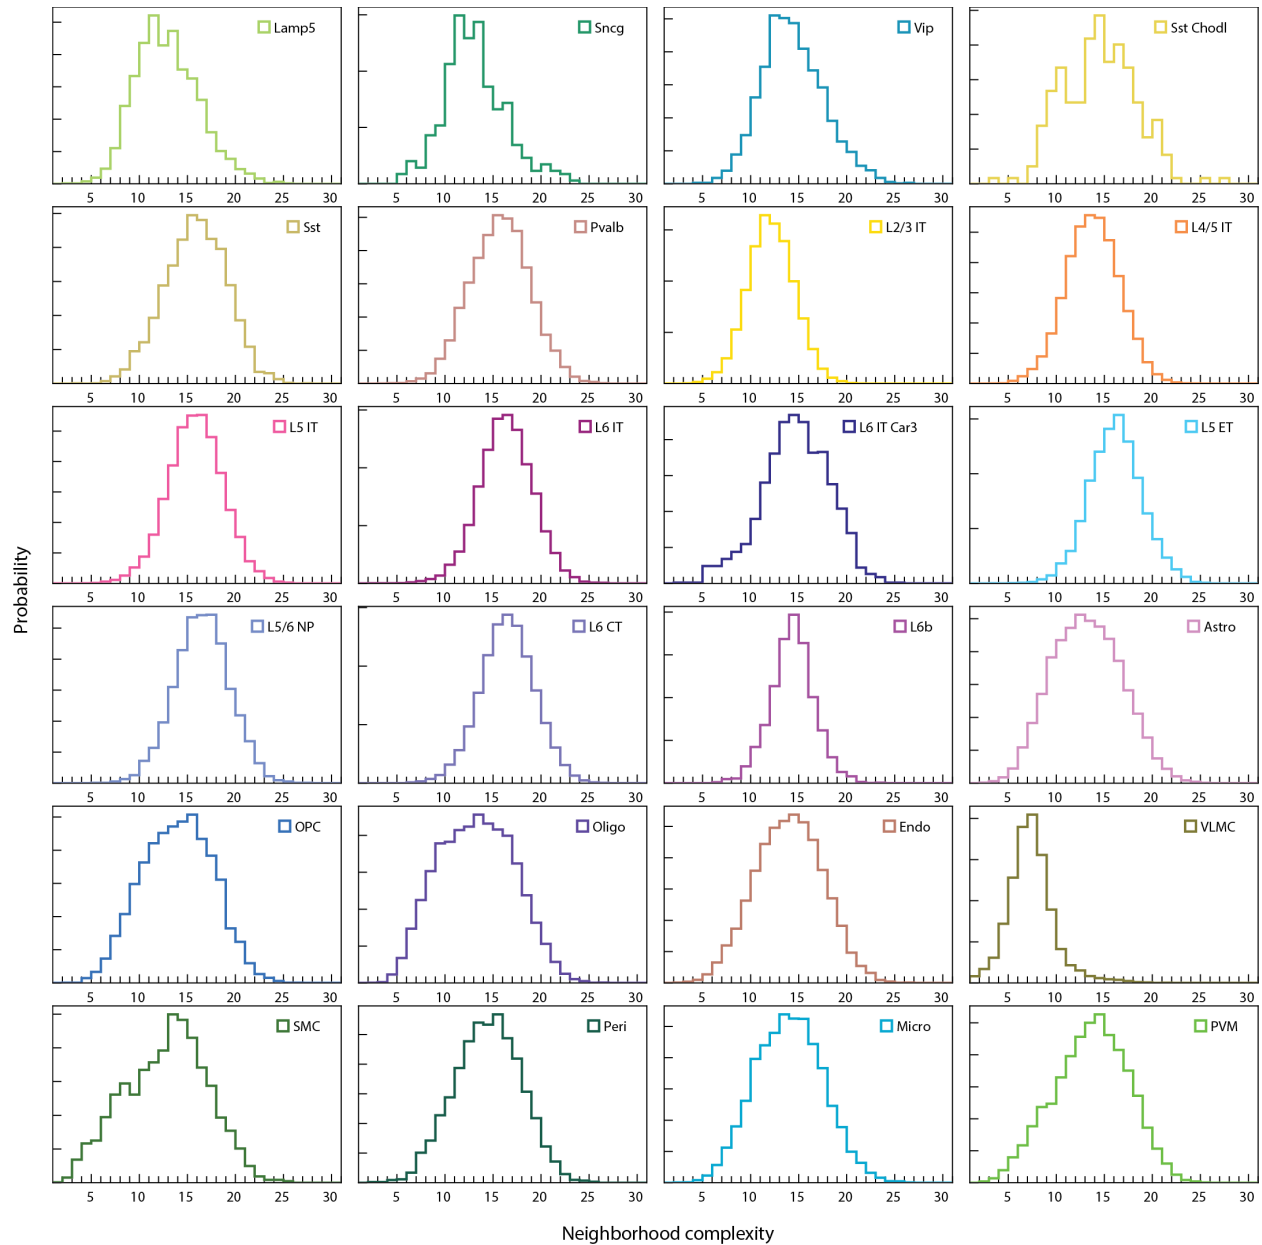 Lamp5 Sncg Vip Sst Chodl
5 10 15 20 25 30 5 10 15 20 25 30 5 10 15 20 25 30 5 10 15 20 25 30
Sst Pvalb L2/3 IT L4/5 IT
5 10 15 20 25 30 5 10 15 20 25 30 5 10 15 20 25 30 5 10 15 20 25 30
L5 IT L6 IT L6 IT Car3 L5 ET
5 10 15 20 25 30 5 10 15 20 25 30 5 10 15 20 25 30 5 10 15 20 25 30
Probability
L5/6 NP L6 CT L6b Astro
5 10 15 20 25 30 5 10 15 20 25 30 5 10 15 20 25 30 5 10 15 20 25 30
OPC Oligo Endo VLMC
5 10 15 20 25 30 5 10 15 20 25 30 5 10 15 20 25 30 5 10 15 20 25 30
SMC Peri Micro PVM
5 10 15 20 25 30 5 10 15 20 25 30 5 10 15 20 25 30 5 10 15 20 25 30
Neighborhood complexity